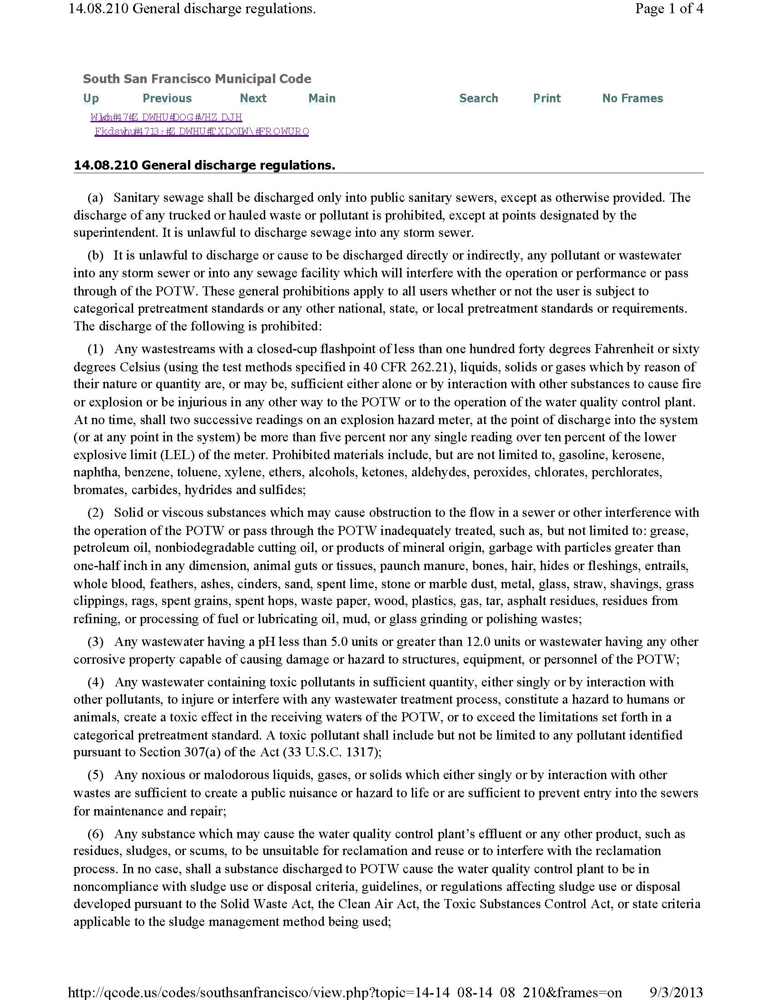 14.08.210 General discharge regulations. Page 1 of 4
South San Francisco Municipal Code
Up Previous Next Main Search Print No Frames
14.08.210 General discharge regulations.
(a) Sanitary sewage shall be discharged only into public sanitary sewers, except as otherwise provided. The
discharge of any trucked or hauled waste or pollutant is prohibited, except at points designated by the
superintendent. It is unlawful to discharge sewage into any storm sewer.
(b) It is unlawful to discharge or cause to be discharged directly or indirectly, any pollutant or wastewater
into any storm sewer or into any sewage facility which will interfere with the operation or performance or pass
through of the POTW. These general prohibitions apply to all users whether or not the user is subject to
categorical pretreatment standards or any other national, state, or local pretreatment standards or requirements.
The discharge of the following is prohibited:
(1) Any wastestreams with a closed-cup flashpoint of less than one hundred forty degrees Fahrenheit or sixty
degrees Celsius (using the test methods specified in 40 CFR 262.21), liquids, solids or gases which by reason of
their nature or quantity are, or may be, sufficient either alone or by interaction with other substances to cause fire
or explosion or be injurious in any other way to the POTW or to the operation of the water quality control plant.
At no time, shall two successive readings on an explosion hazard meter, at the point of discharge into the system
(or at any point in the system) be more than five percent nor any single reading over ten percent of the lower
explosive limit (LEL) of the meter. Prohibited materials include, but are not limited to, gasoline, kerosene,
naphtha, benzene, toluene, xylene, ethers, alcohols, ketones, aldehydes, peroxides, chlorates, perchlorates,
bromates, carbides, hydrides and sulfides;
(2) Solid or viscous substances which may cause obstruction to the flow in a sewer or other interference with
the operation of the POTW or pass through the POTW inadequately treated, such as, but not limited to: grease,
petroleum oil, nonbiodegradable cutting oil, or products of mineral origin, garbage with particles greater than
one-half inch in any dimension, animal guts or tissues, paunch manure, bones, hair, hides or fleshings, entrails,
whole blood, feathers, ashes, cinders, sand, spent lime, stone or marble dust, metal, glass, straw, shavings, grass
clippings, rags, spent grains, spent hops, waste paper, wood, plastics, gas, tar, asphalt residues, residues from
refining, or processing of fuel or lubricating oil, mud, or glass grinding or polishing wastes;
(3) Any wastewater having a pH less than 5.0 units or greater than 12.0 units or wastewater having any other
corrosive property capable of causing damage or hazard to structures, equipment, or personnel of the POTW;
(4) Any wastewater containing toxic pollutants in sufficient quantity, either singly or by interaction with
other pollutants, to injure or interfere with any wastewater treatment process, constitute a hazard to humans or
animals, create a toxic effect in the receiving waters of the POTW, or to exceed the limitations set forth in a
categorical pretreatment standard. A toxic pollutant shall include but not be limited to any pollutant identified
pursuant to Section 307(a) of the Act (33 U.S.C. 1317);
(5) Any noxious or malodorous liquids, gases, or solids which either singly or by interaction with other
wastes are sufficient to create a public nuisance or hazard to life or are sufficient to prevent entry into the sewers
for maintenance and repair;
(6) Any substance which may cause the water quality control plant’s effluent or any other product, such as
residues, sludges, or scums, to be unsuitable for reclamation and reuse or to interfere with the reclamation
process. In no case, shall a substance discharged to POTW cause the water quality control plant to be in
noncompliance with sludge use or disposal criteria, guidelines, or regulations affecting sludge use or disposal
developed pursuant to the Solid Waste Act, the Clean Air Act, the Toxic Substances Control Act, or state criteria
applicable to the sludge management method being used;
http://qcode.us/codes/southsanfrancisco/view.php?topic=14-14_08-14_08_210&frames=on 9/3/2013